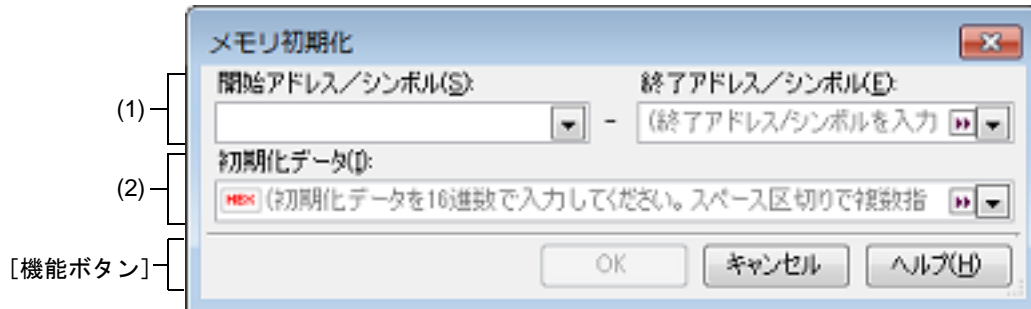 メモリ初期化
開始アドレス／シンボル(S): 終了アドレス／シンボル(E):
(1)
- (終了アドレス/シンボルを入力
初期化データ(I):
(2)
HEX (初期化データを16進数で入力してください。スペース区切りで複数指
[機能ボタン] OK キャンセル ヘルプ(H)